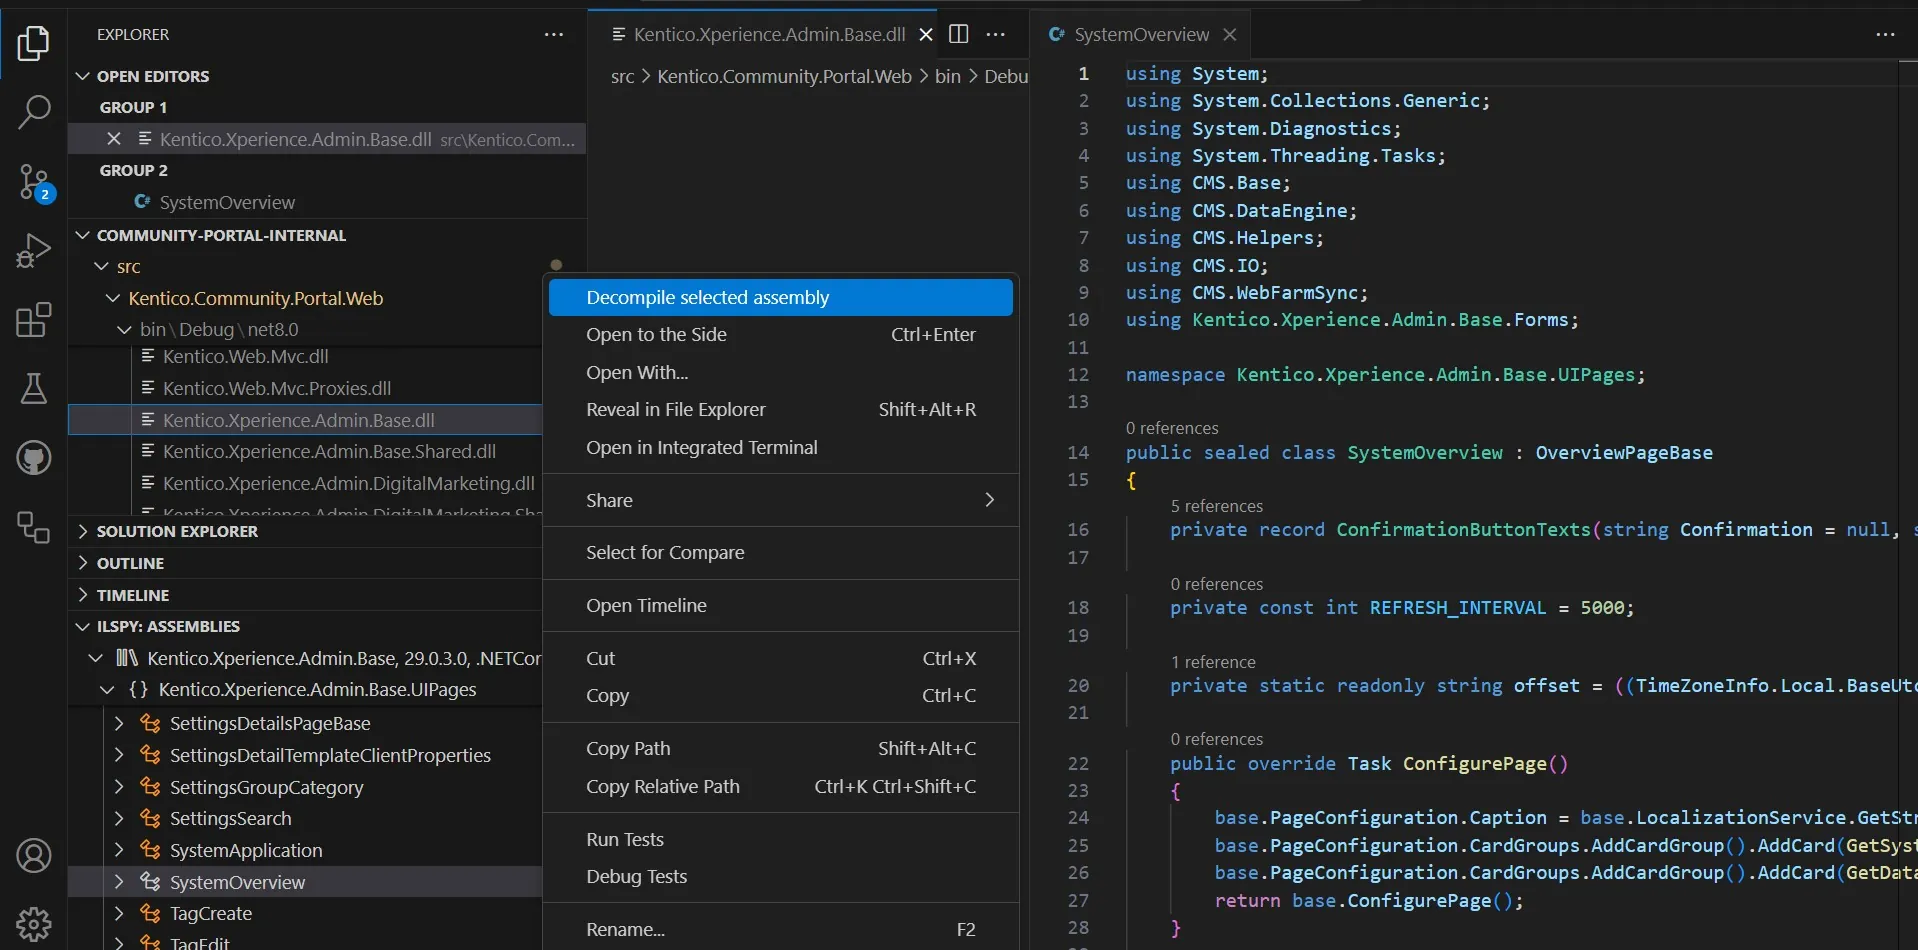 EXPLORER
OPEN EDITORS
GROUP 1
Kentico.Xperience.Admin.Base.dll src\Kentico.Com...
GROUP 2
SystemOverview
COMMUNITY-PORTAL-INTERNAL
src
Kentico.Community.Portal.Web
bin\Debug\net8.0
Kentico.Web.Mvc.dll
Kentico.Web.Mvc.Proxies.dll
Kentico.Xperience.Admin.Base.dll
Kentico.Xperience.Admin.Base.Shared.dll
Kentico.Xperience.Admin.DigitalMarketing.dll
Kentico.Xperience.Admin.DigitalMarketing.Sha
SOLUTION EXPLORER
OUTLINE
TIMELINE
ILSPY: ASSEMBLIES
Kentico.Xperience.Admin.Base, 29.0.3.0, .NETCor
{} Kentico.Xperience.Admin.Base.UIPages
SettingsDetailsPageBase
SettingsDetailTemplateClientProperties
SettingsGroupCategory
SettingsSearch
SystemApplication
SystemOverview
TagCreate
TagEdit
2
Kentico.Xperience.Admin.Base.dll
src > Kentico.Community.Portal.Web > bin > Debu
Decompile selected assembly
Open to the Side Ctrl+Enter
Open With...
Reveal in File Explorer Shift+Alt+R
Open in Integrated Terminal
Share
Select for Compare
Open Timeline
Cut Ctrl+X
Copy Ctrl+C
Copy Path Shift+Alt+C
Copy Relative Path Ctrl+K Ctrl+Shift+C
Run Tests
Debug Tests
Rename... F2
C# SystemOverview
1 using System;
2 using System.Collections.Generic;
3 using System.Diagnostics;
4 using System.Threading.Tasks;
5 using CMS.Base;
6 using CMS.DataEngine;
7 using CMS.Helpers;
8 using CMS.IO;
9 using CMS.WebFarmSync;
10 using Kentico.Xperience.Admin.Base.Forms;
11
12 namespace Kentico.Xperience.Admin.Base.UIPages;
13
0 references
14 public sealed class SystemOverview : OverviewPageBase
15 {
5 references
16 private record ConfirmationButtonTexts(string Confirmation = null, s
17
0 references
18 private const int REFRESH_INTERVAL = 5000;
19
1 reference
20 private static readonly string offset = ((TimeZoneInfo.Local.BaseUtc
21
0 references
22 public override Task ConfigurePage()
23 {
24 base.PageConfiguration.Caption = base.LocalizationService.GetStr
25 base.PageConfiguration.CardGroups.AddCardGroup().AddCard(GetSyst
26 base.PageConfiguration.CardGroups.AddCardGroup().AddCard(GetData
27 return base.ConfigurePage();
28 }